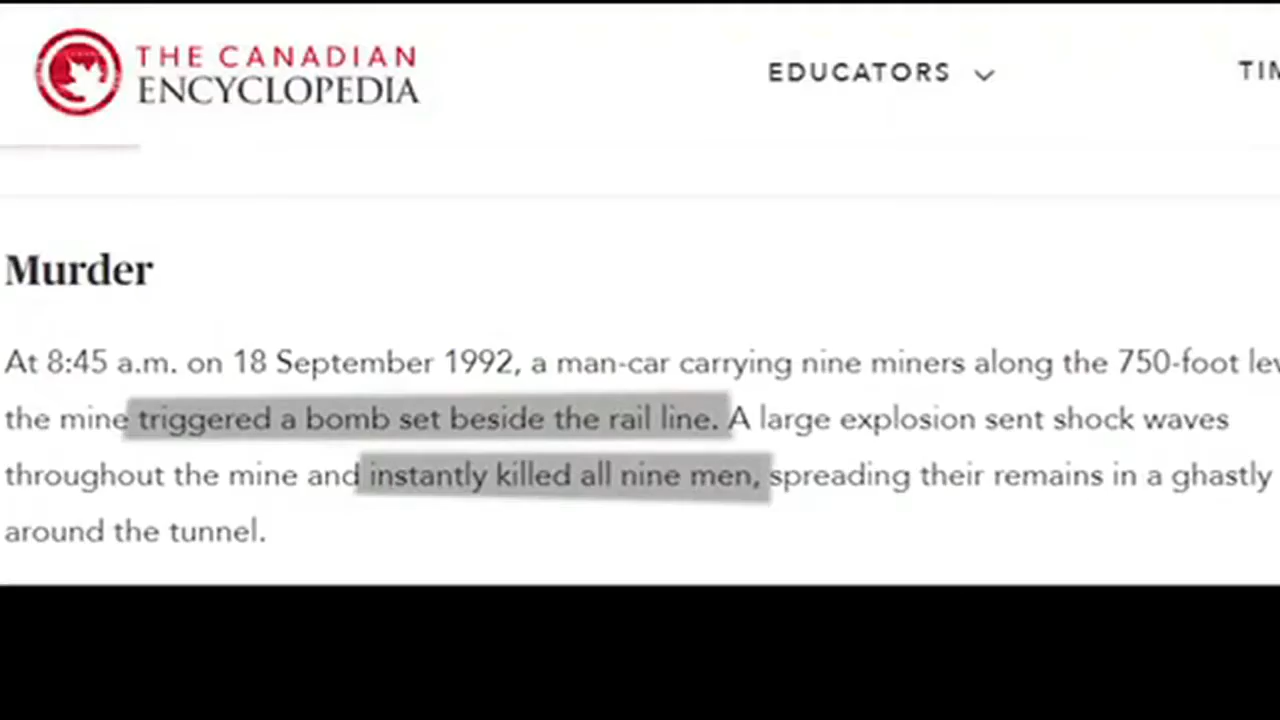 THE CANADIAN
ENCYCLOPEDIA
EDUCATORS
Murder
At 8:45 a.m. on 18 September 1992, a man-car carrying nine miners along the 750-foot
the mine triggered a bomb set beside the rail line. A large explosion sent shock waves
throughout the mine and instantly killed all nine men, spreading their remains in a ghastly
around the tunnel.